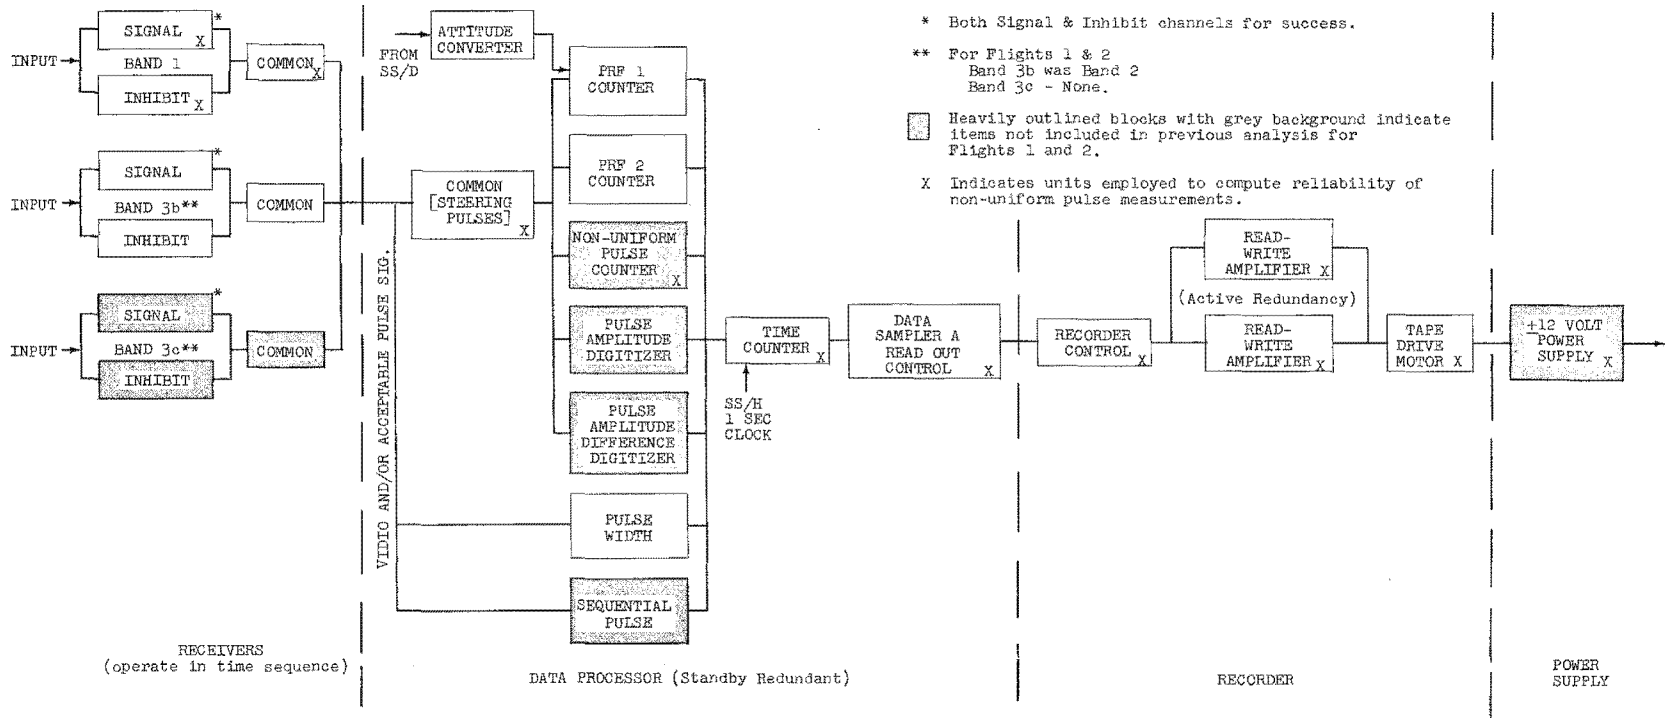 INPUT
SIGNAL
X
*
BAND 1
INHIBIT X
COMMON X
INPUT
SIGNAL
*
BAND 3b**
INHIBIT
COMMON
INPUT
SIGNAL
*
BAND 3c**
INHIBIT
COMMON
RECEIVERS
(operate in time sequence)
VIDIO AND/OR ACCEPTABLE PULSE SIG.
FROM
SS/D
ATTITUDE
CONVERTER
COMMON
[STEERING
PULSES]
X
PRF 1
COUNTER
PRF 2
COUNTER
NON-UNIFORM
PULSE
COUNTER X
PULSE
AMPLITUDE
DIGITIZER
PULSE
AMPLITUDE
DIFFERENCE
DIGITIZER
PULSE
WIDTH
SEQUENTIAL
PULSE
TIME
COUNTER X
SS/H
1 SEC
CLOCK
DATA
SAMPLER A
READ OUT
CONTROL
X
DATA PROCESSOR (Standby Redundant)
* Both Signal & Inhibit channels for success.
** For Flights 1 & 2
Band 3b was Band 2
Band 3c - None.
Heavily outlined blocks with grey background indicate
items not included in previous analysis for
Flights 1 and 2.
X Indicates units employed to compute reliability of
non-uniform pulse measurements.
RECORDER
CONTROL X
READ-
WRITE
AMPLIFIER X
(Active Redundancy)
READ-
WRITE
AMPLIFIER X
TAPE
DRIVE
MOTOR X
RECORDER
±12 VOLT
POWER
SUPPLY X
POWER
SUPPLY